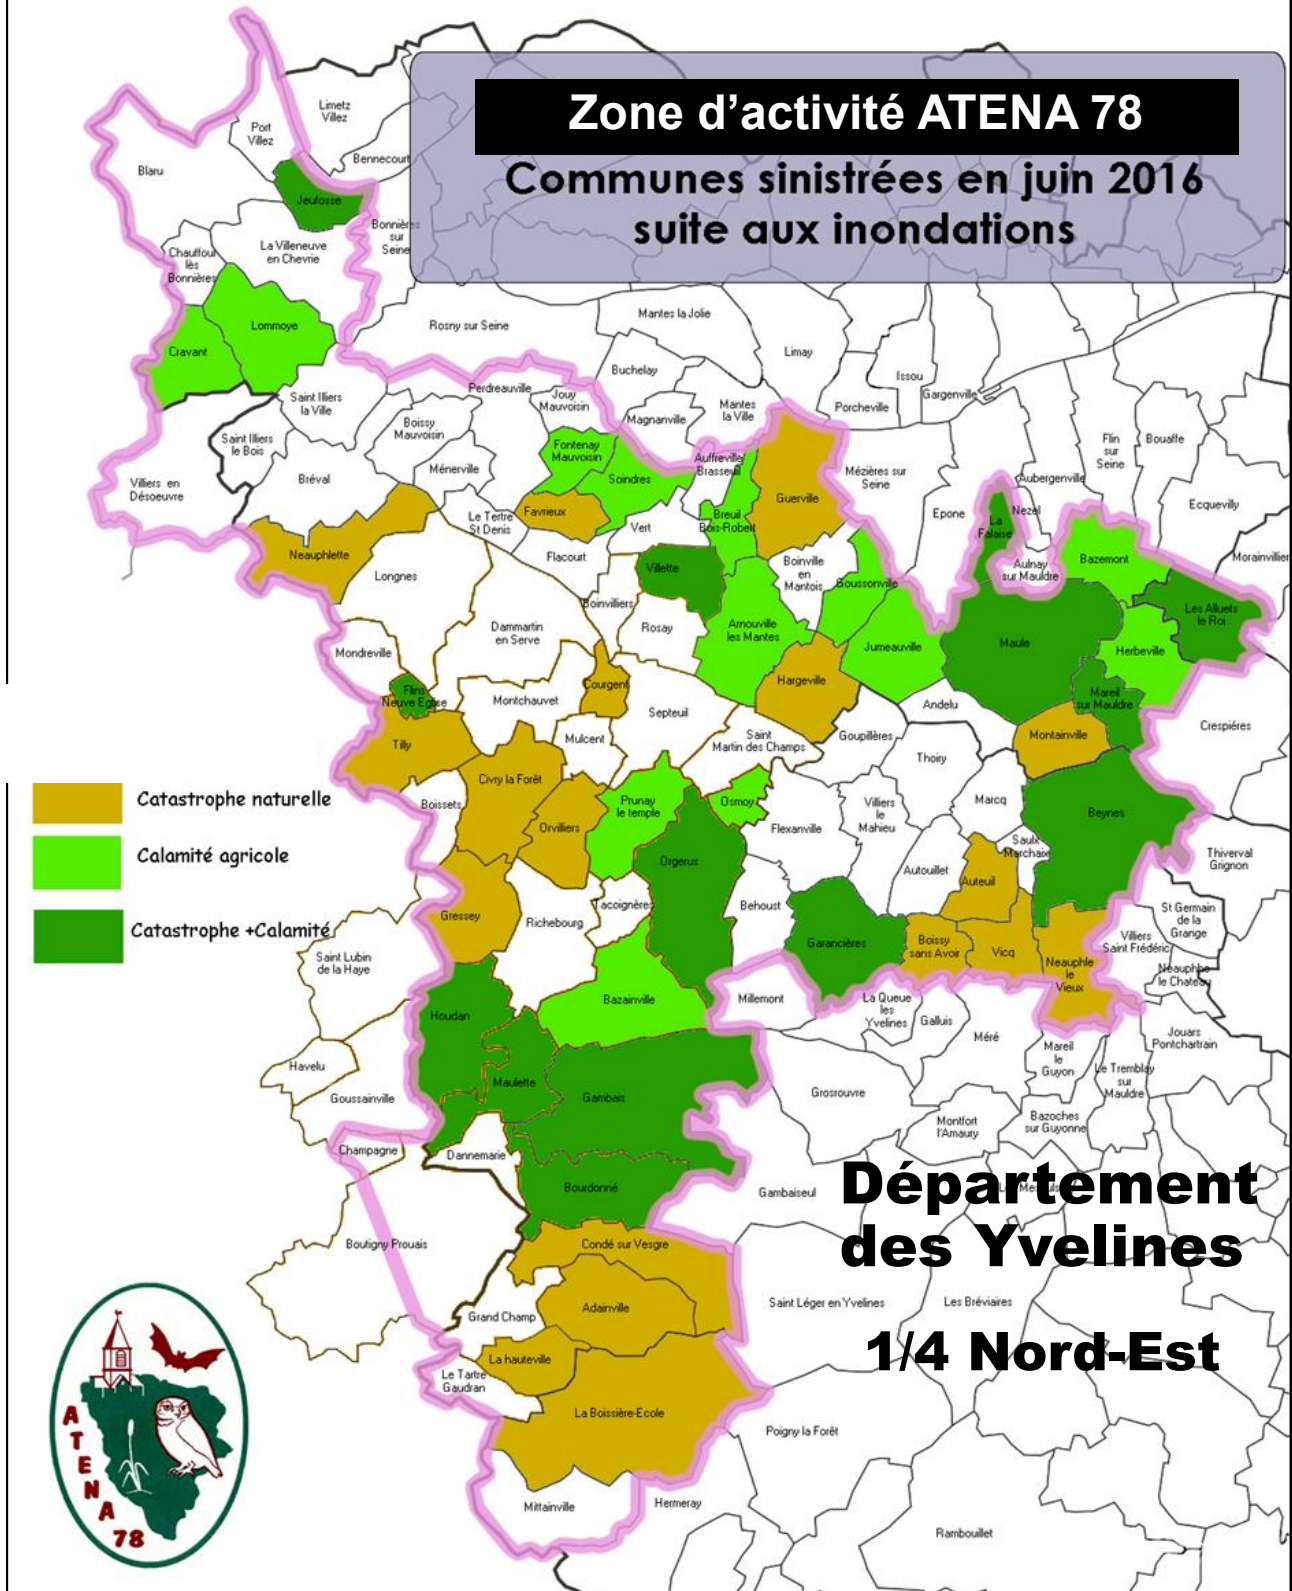 Zone d’activité ATENA 78
Communes sinistrées en juin 2016
suite aux inondations
Limetz
Villez
Port
Villez
Bennecourt
Blaru
Jeufosse
Bonnières
sur
Seine
La Villeneuve
en Chevrie
Chauffour
lès
Bonnières
Lommoye
Cravant
Rosny sur Seine
Mantes la Jolie
Limay
Buchelay
Issou
Gargenville
Porcheville
Perdreauville
Jouy
Mauvoisin
Magnanville
Mantes
la Ville
Saint Illiers
la Ville
Boissy
Mauvoisin
Saint Illiers
le Bois
Ménerville
Bréval
Villiers en
Désoeuvre
Fontenay
Mauvoisin
Soindres
Auffreville
Brasseuil
Guerville
Mézières sur
Seine
Flin
sur
Seine
Bouaffe
Aubergenville
Ecquevilly
Epone
Nezel
La
Falaise
Le Tertre
St Denis
Favrieux
Vert
Breuil
Bois-Robert
Flacourt
Neauphlette
Longnes
Villette
Boinville
en
Mantois
Goussonville
Aulnay
sur Mauldre
Bazemont
Morainvillier
Les Alluets
le Roi
Boinvilliers
Rosay
Arnouville
les Mantes
Jumeauville
Maule
Herbeville
Dammartin
en Serve
Mondreville
Flins
Neuve Eglise
Courgent
Hargeville
Mareil
sur Mauldre
Montchauvet
Septeuil
Andelu
Crespiéres
Tilly
Mulcent
Saint
Martin des Champs
Goupillères
Montainville
Thoiry
Civry la Forêt
Boissets
Orvilliers
Prunay
le temple
Osmoy
Flexanville
Villiers
le
Mahieu
Marcq
Beynes
Saulx
Marchais
Thiverval
Grignon
Catastrophe naturelle
Calamité agricole
Catastrophe +Calamité
Orgerus
Autouillet
Auteuil
Gressey
Richebourg
Tacoignères
Behoust
Garancières
Boissy
sans Avoir
Vicq
Neauphle
le
Vieux
Villiers
Saint Frédéric
St Germain
de la
Grange
Neauphle
le Chateau
Saint Lubin
de la Haye
Bazainville
Millemont
La Queue
les
Yvelines
Galluis
Méré
Jouars
Pontchartrain
Houdan
Mareil
le
Guyon
Le Tremblay
sur
Mauldre
Havelu
Maulette
Gambais
Grosrouvre
Goussainville
Montfort
l'Amaury
Bazoches
sur Guyonne
Champagne
Dannemarie
Bourdonné
Gambaiseul
Département
des Yvelines
1/4 Nord-Est
Boutigny Prouais
Condé sur Vesgre
Adainville
Grand Champ
Saint Léger en Yvelines
Les Bréviaires
La hauteville
Le Tartre
Gaudran
La Boissière-Ecole
Poigny la Forêt
Mittainville
Hermeray
Rambouillet
ATENA
78